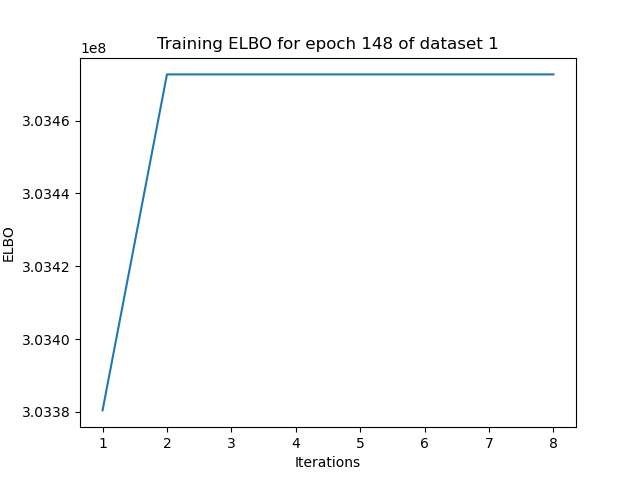 Training ELBO for epoch 148 of dataset 1
1e8
3.0346
3.0344
3.0342
3.0340
3.0338
ELBO
1 2 3 4 5 6 7 8
Iterations